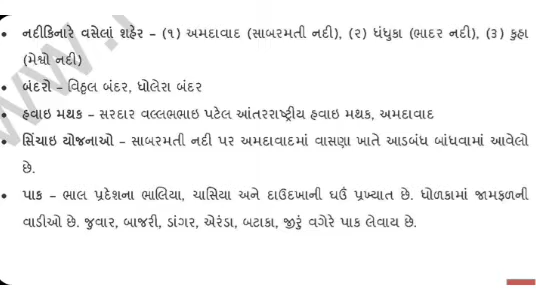 • નદીકિનારે વસેલાં શહેર – (૧) અમદાવાદ (સાબરમતી નદી), (૨) ધંધુકા (ભાદર નદી), (૩) કુહા
(મેશ્વો નદી)
• બંદરો – વિઠ્ઠલ બંદર, ધોલેરા બંદર
• હવાઇ મથક – સરદાર વલ્લભભાઇ પટેલ આંતરરાષ્ટ્રીય હવાઇ મથક, અમદાવાદ
• સિંચાઇ યોજનાઓ – સાબરમતી નદી પર અમદાવાદમાં વાસણા ખાતે આડબંધ બાંધવામાં આવેલો
છે.
• પાક – ભાલ પ્રદેશના ભાલિયા, ચાસિયા અને દાઉદખાની ઘઉં પ્રખ્યાત છે. ધોળકામાં જામફળની
વાડીઓ છે. જુવાર, બાજરી, ડાંગર, એરંડા, બટાકા, જીરું વગેરે પાક લેવાય છે.